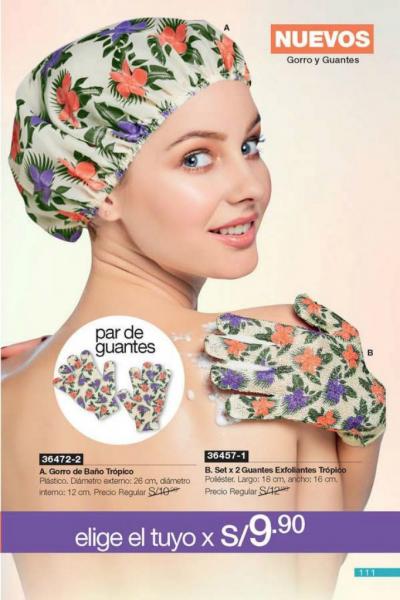 A
NUEVOS
Gorro y Guantes
par de
guantes
B
36472-2
A. Gorro de Baño Trópico
Plástico. Diámetro externo: 26 cm, diámetro
interno: 12 cm. Precio Regular
36457-1
B. Set x 2 Guantes Exfoliantes Trópico
Poliéster. Largo: 18 cm, ancho: 16 cm.
Precio Regular
elige el tuyo x S/9.90
111